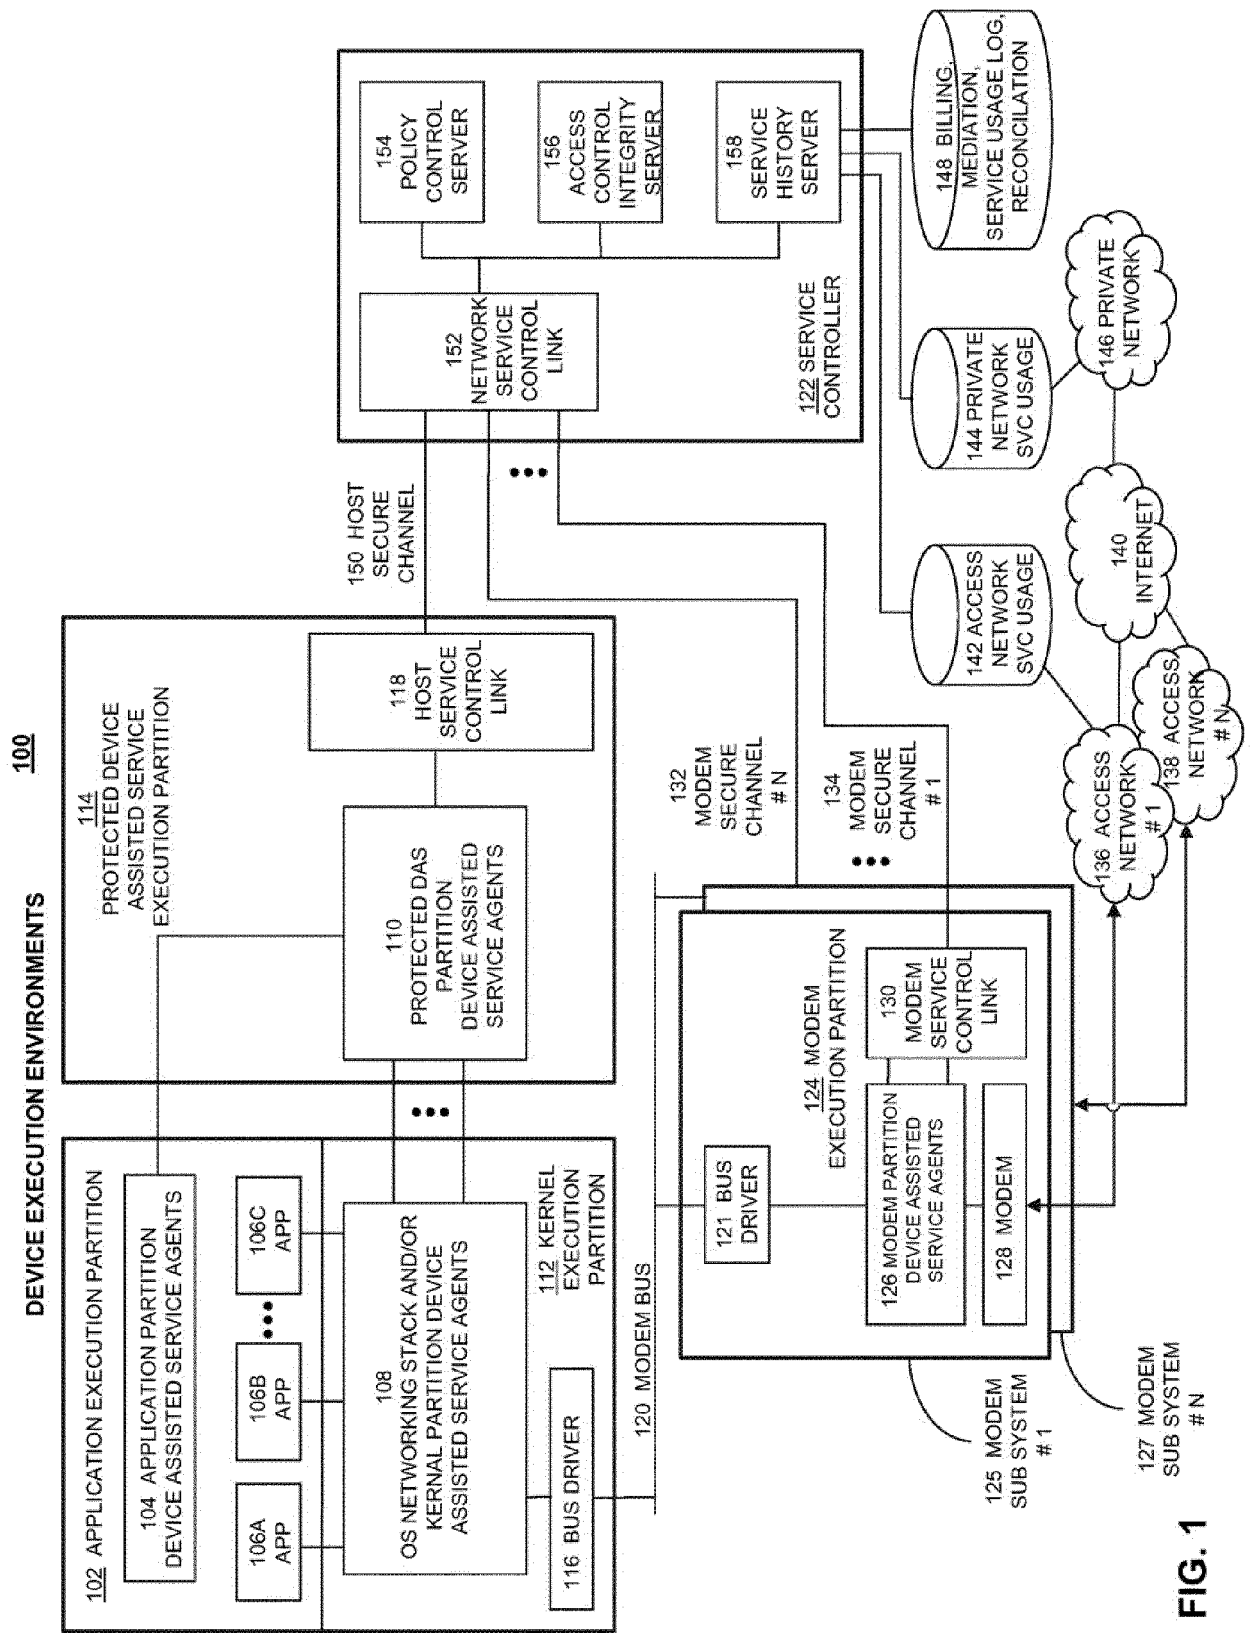 DEVICE EXECUTION ENVIRONMENTS
100
102 APPLICATION EXECUTION PARTITION
104 APPLICATION PARTITION
DEVICE ASSISTED SERVICE AGENTS
106A
APP
106B
APP
106C
APP
108
OS NETWORKING STACK AND/OR
KERNAL PARTITION DEVICE
ASSISTED SERVICE AGENTS
112 KERNEL
EXECUTION
PARTITION
116 BUS DRIVER
114
PROTECTED DEVICE
ASSISTED SERVICE
EXECUTION PARTITION
110
PROTECTED DAS
PARTITION
DEVICE ASSISTED
SERVICE AGENTS
118
HOST
SERVICE
CONTROL
LINK
150 HOST
SECURE
CHANNEL
152
NETWORK
SERVICE
CONTROL
LINK
154
POLICY
CONTROL
SERVER
156
ACCESS
CONTROL
INTEGRITY
SERVER
158
SERVICE
HISTORY
SERVER
122 SERVICE
CONTROLLER
120 MODEM BUS
132
MODEM
SECURE
CHANNEL
# N
134
MODEM
SECURE
CHANNEL
# 1
121 BUS
DRIVER
124 MODEM
EXECUTION PARTITION
126 MODEM PARTITION
DEVICE ASSISTED
SERVICE AGENTS
130
MODEM
SERVICE
CONTROL
LINK
128 MODEM
125 MODEM
SUB SYSTEM
# 1
127 MODEM
SUB SYSTEM
# N
142 ACCESS
NETWORK
SVC USAGE
144 PRIVATE
NETWORK
SVC USAGE
148 BILLING,
MEDIATION,
SERVICE USAGE LOG,
RECONCILATION
136 ACCESS
NETWORK
# 1
138 ACCESS
NETWORK
# N
140
INTERNET
146 PRIVATE
NETWORK
FIG. 1